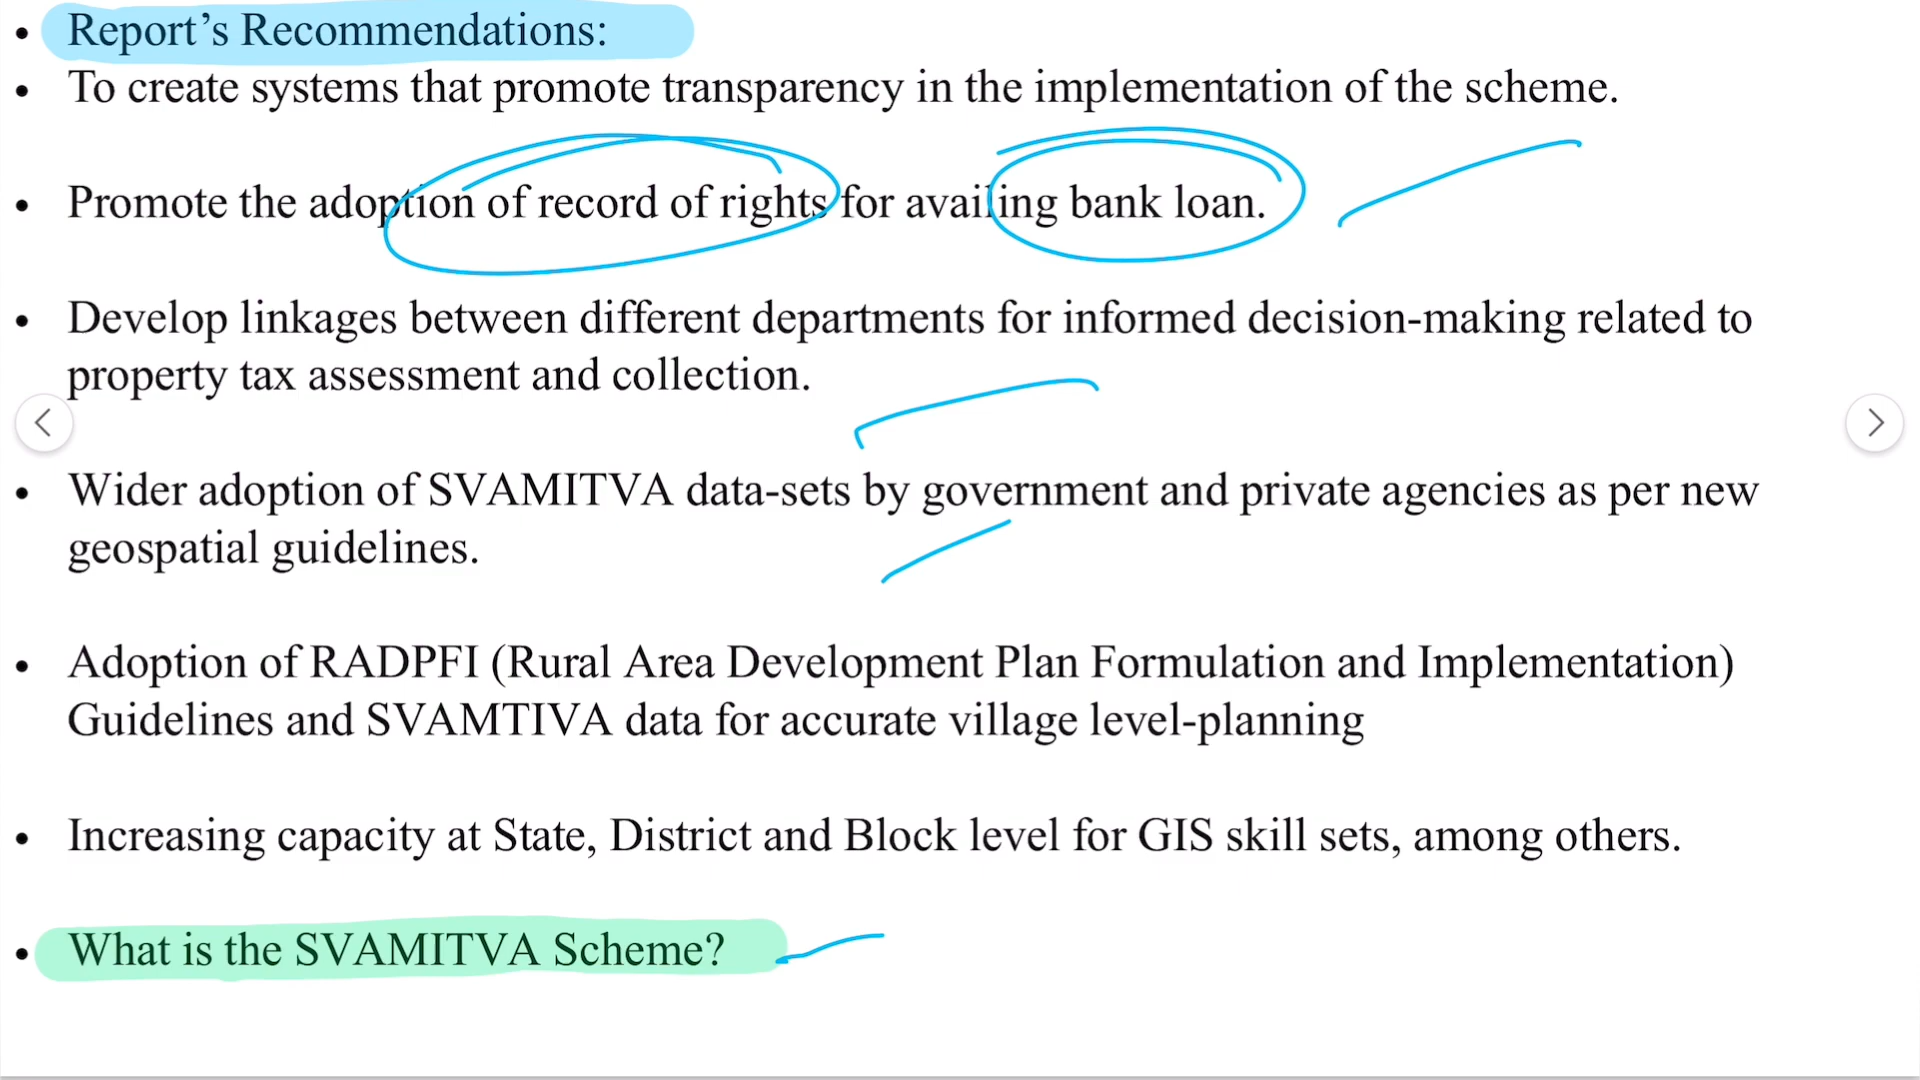 • Report’s Recommendations:
• To create systems that promote transparency in the implementation of the scheme.
• Promote the adoption of record of rights for availing bank loan.
• Develop linkages between different departments for informed decision-making related to
property tax assessment and collection.
• Wider adoption of SVAMITVA data-sets by government and private agencies as per new
geospatial guidelines.
• Adoption of RADPFI (Rural Area Development Plan Formulation and Implementation)
Guidelines and SVAMTIVA data for accurate village level-planning
• Increasing capacity at State, District and Block level for GIS skill sets, among others.
• What is the SVAMITVA Scheme?